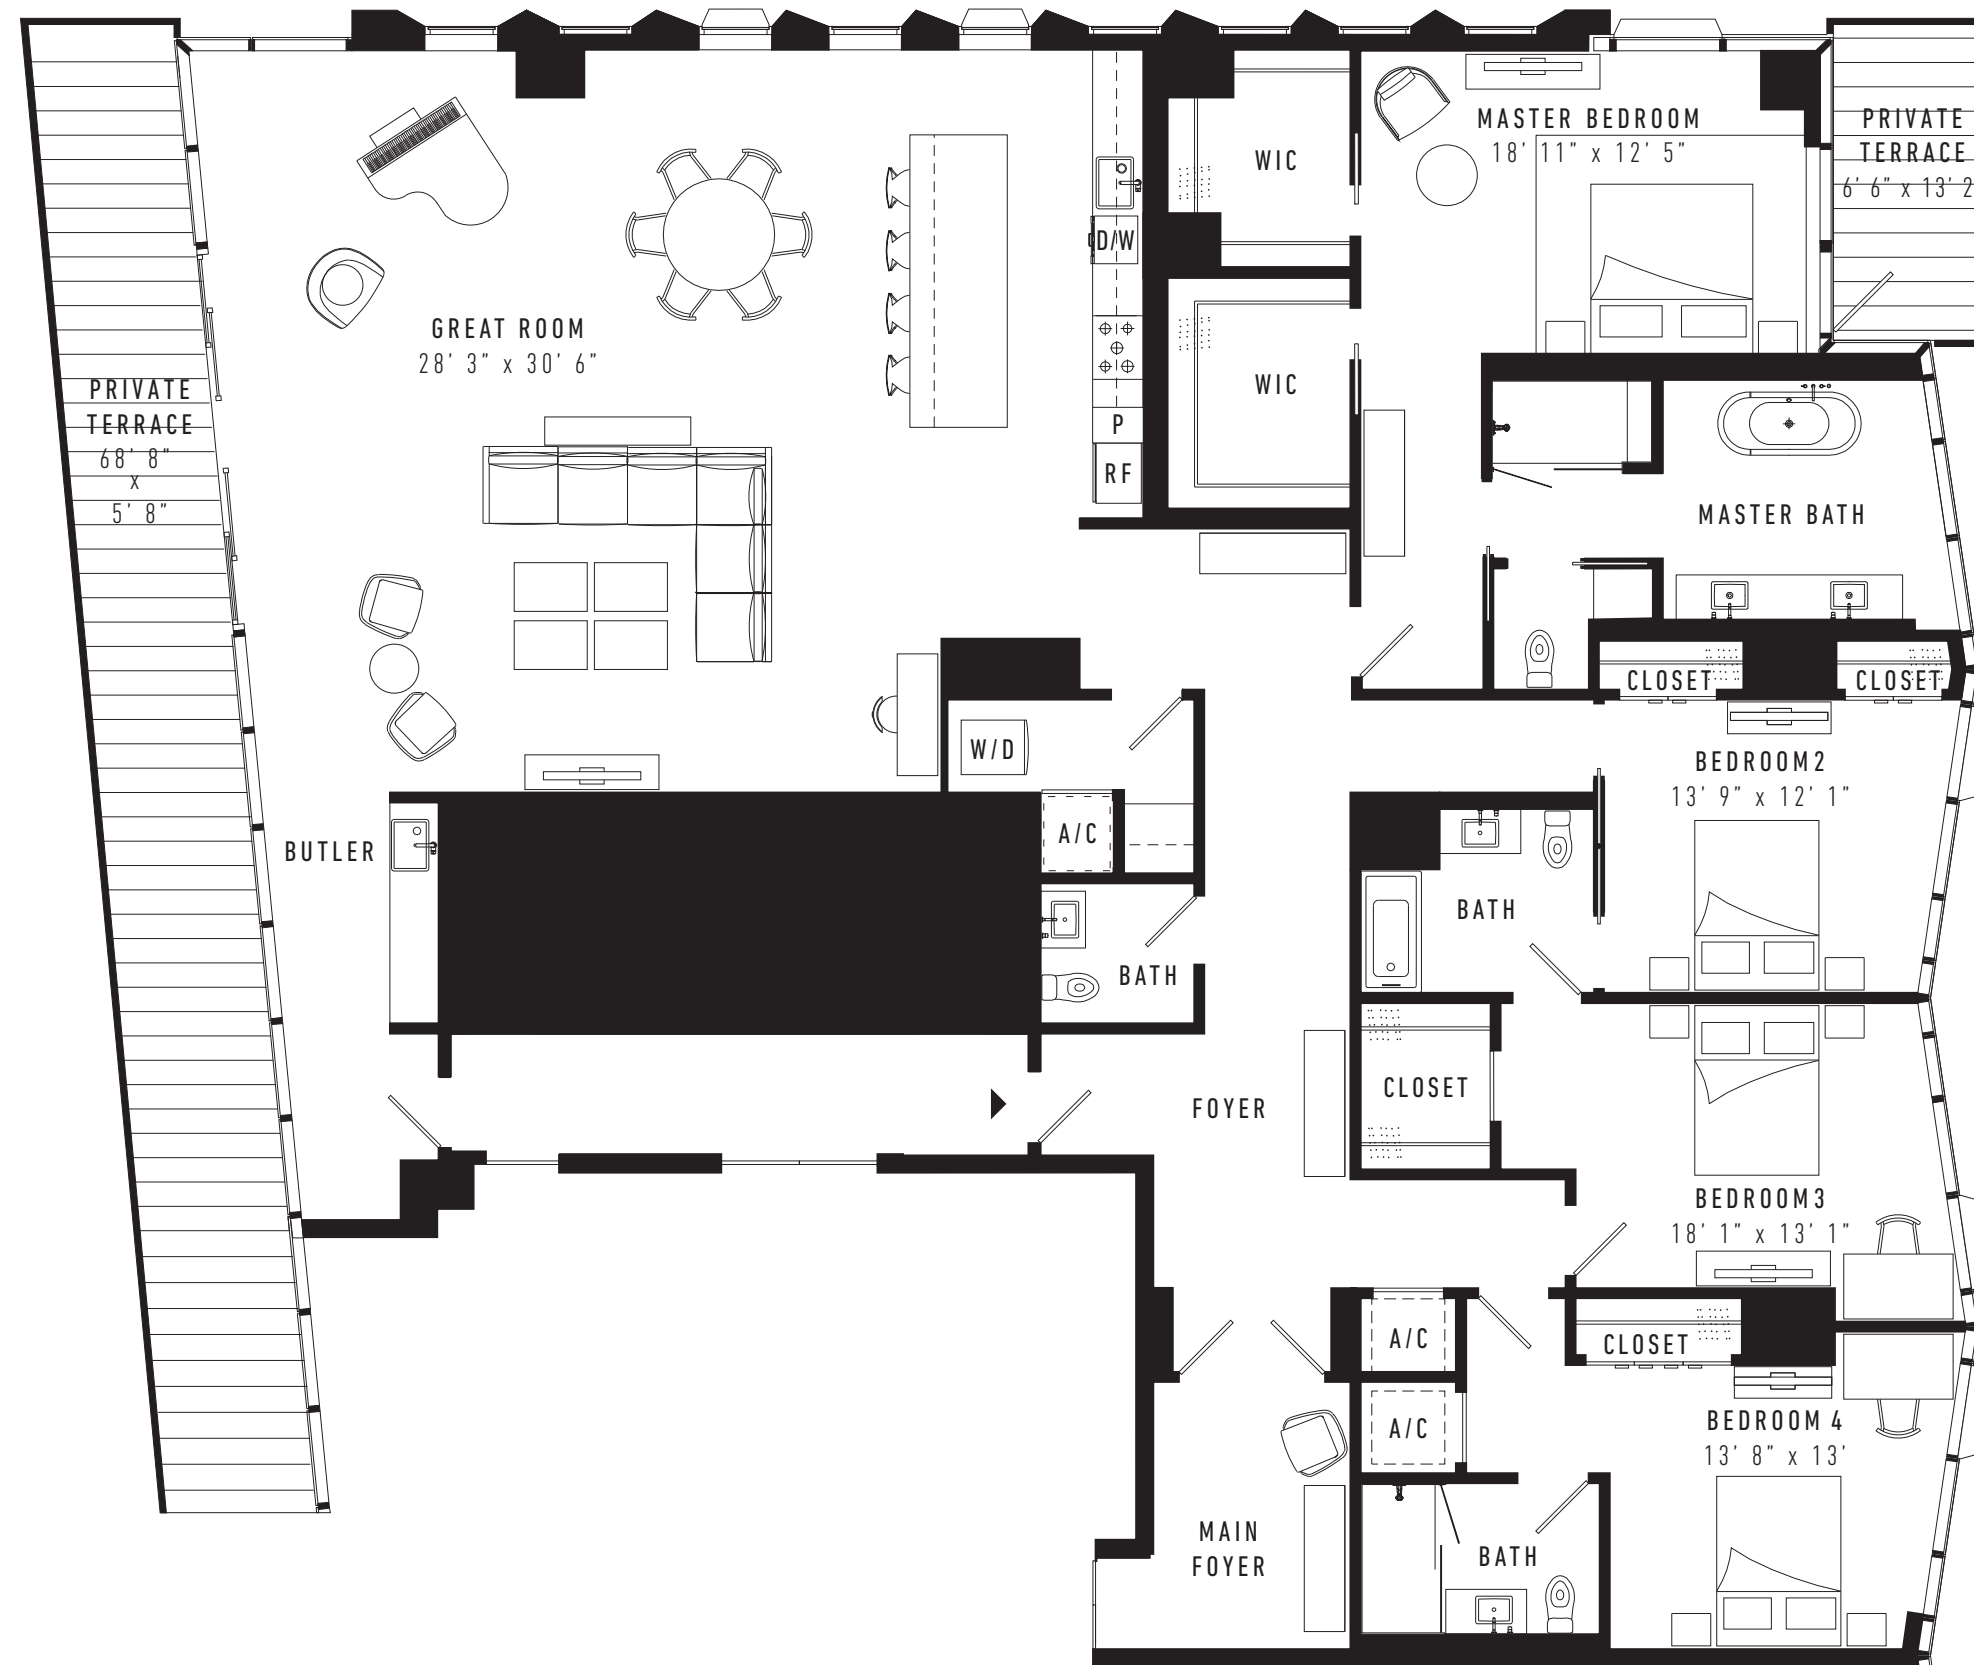 MASTER BEDROOM
18' 11" x 12' 5"
PRIVATE
TERRACE
6' 6" x 13' 2
WIC
D/W
GREAT ROOM
28' 3" x 30' 6"
PRIVATE
TERRACE
68' 8"
x
5' 8"
WIC
P
RF
MASTER BATH
CLOSET
CLOSET
W/D
BEDROOM2
13' 9" x 12' 1"
A/C
BUTLER
BATH
BATH
CLOSET
FOYER
BEDROOM3
18' 1" x 13' 1"
A/C
CLOSET
A/C
BEDROOM 4
13' 8" x 13'
MAIN
FOYER
BATH